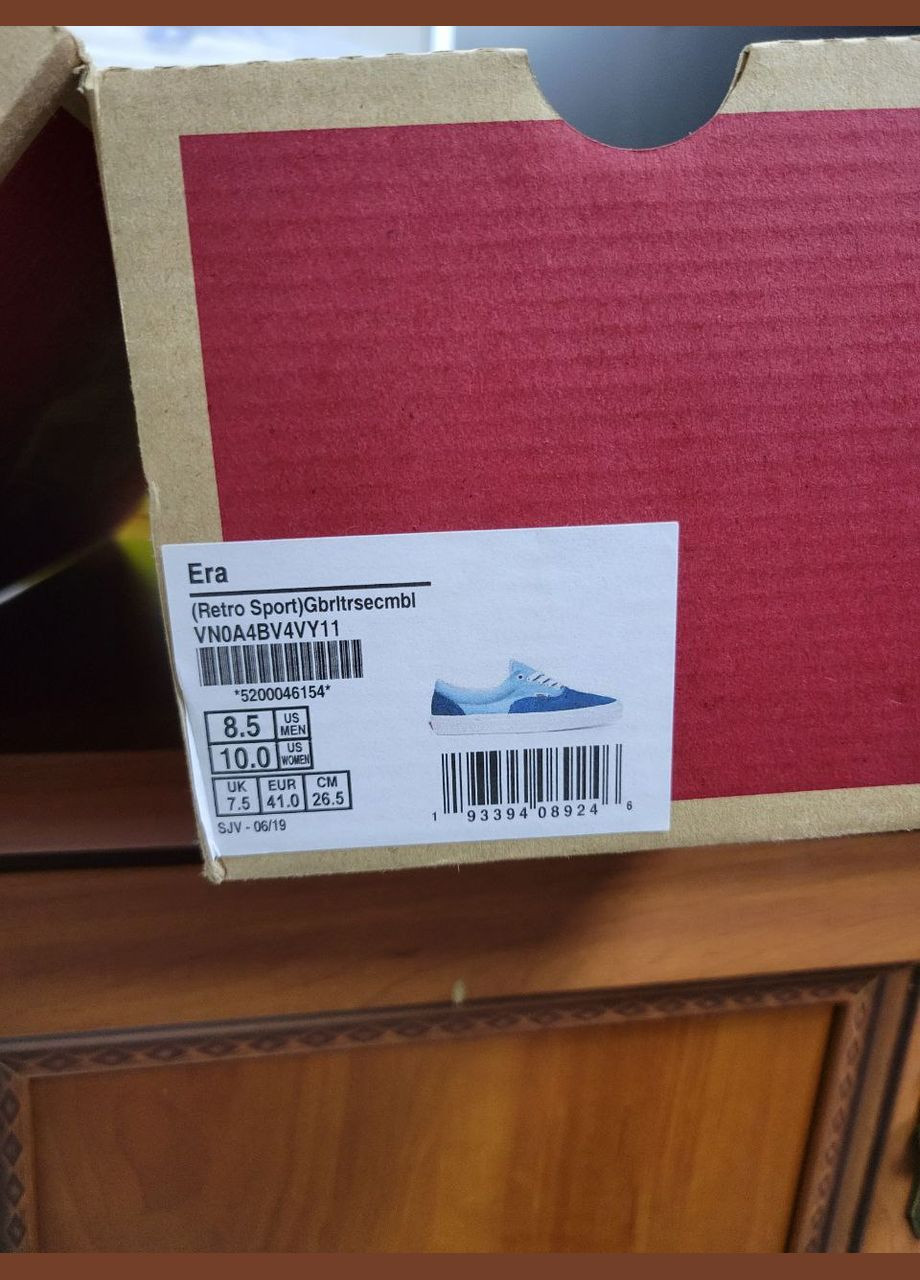 Era
(Retro Sport)Gbrltrsecmbl
VN0A4BV4VY11
*5200046154*
8.5 US MEN
10.0 US WOMEN
UK EUR CM
7.5 41.0 26.5
SJV - 06/19
1 93394 08924 6